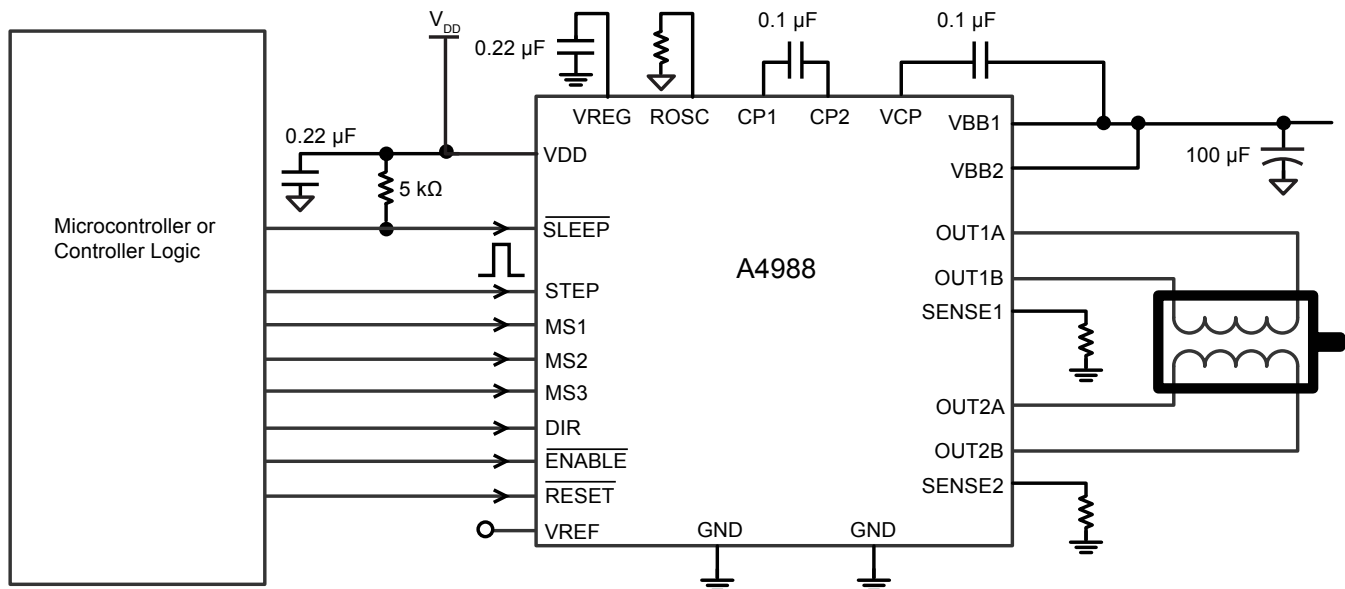 V_DD
0.22 µF
0.1 µF
0.1 µF
0.22 µF
VREG
ROSC
CP1
CP2
VCP
VBB1
VDD
VBB2
100 µF
5 kΩ
Microcontroller or
Controller Logic
SLEEP
OUT1A
A4988
OUT1B
STEP
SENSE1
MS1
MS2
MS3
OUT2A
DIR
OUT2B
ENABLE
SENSE2
RESET
VREF
GND
GND